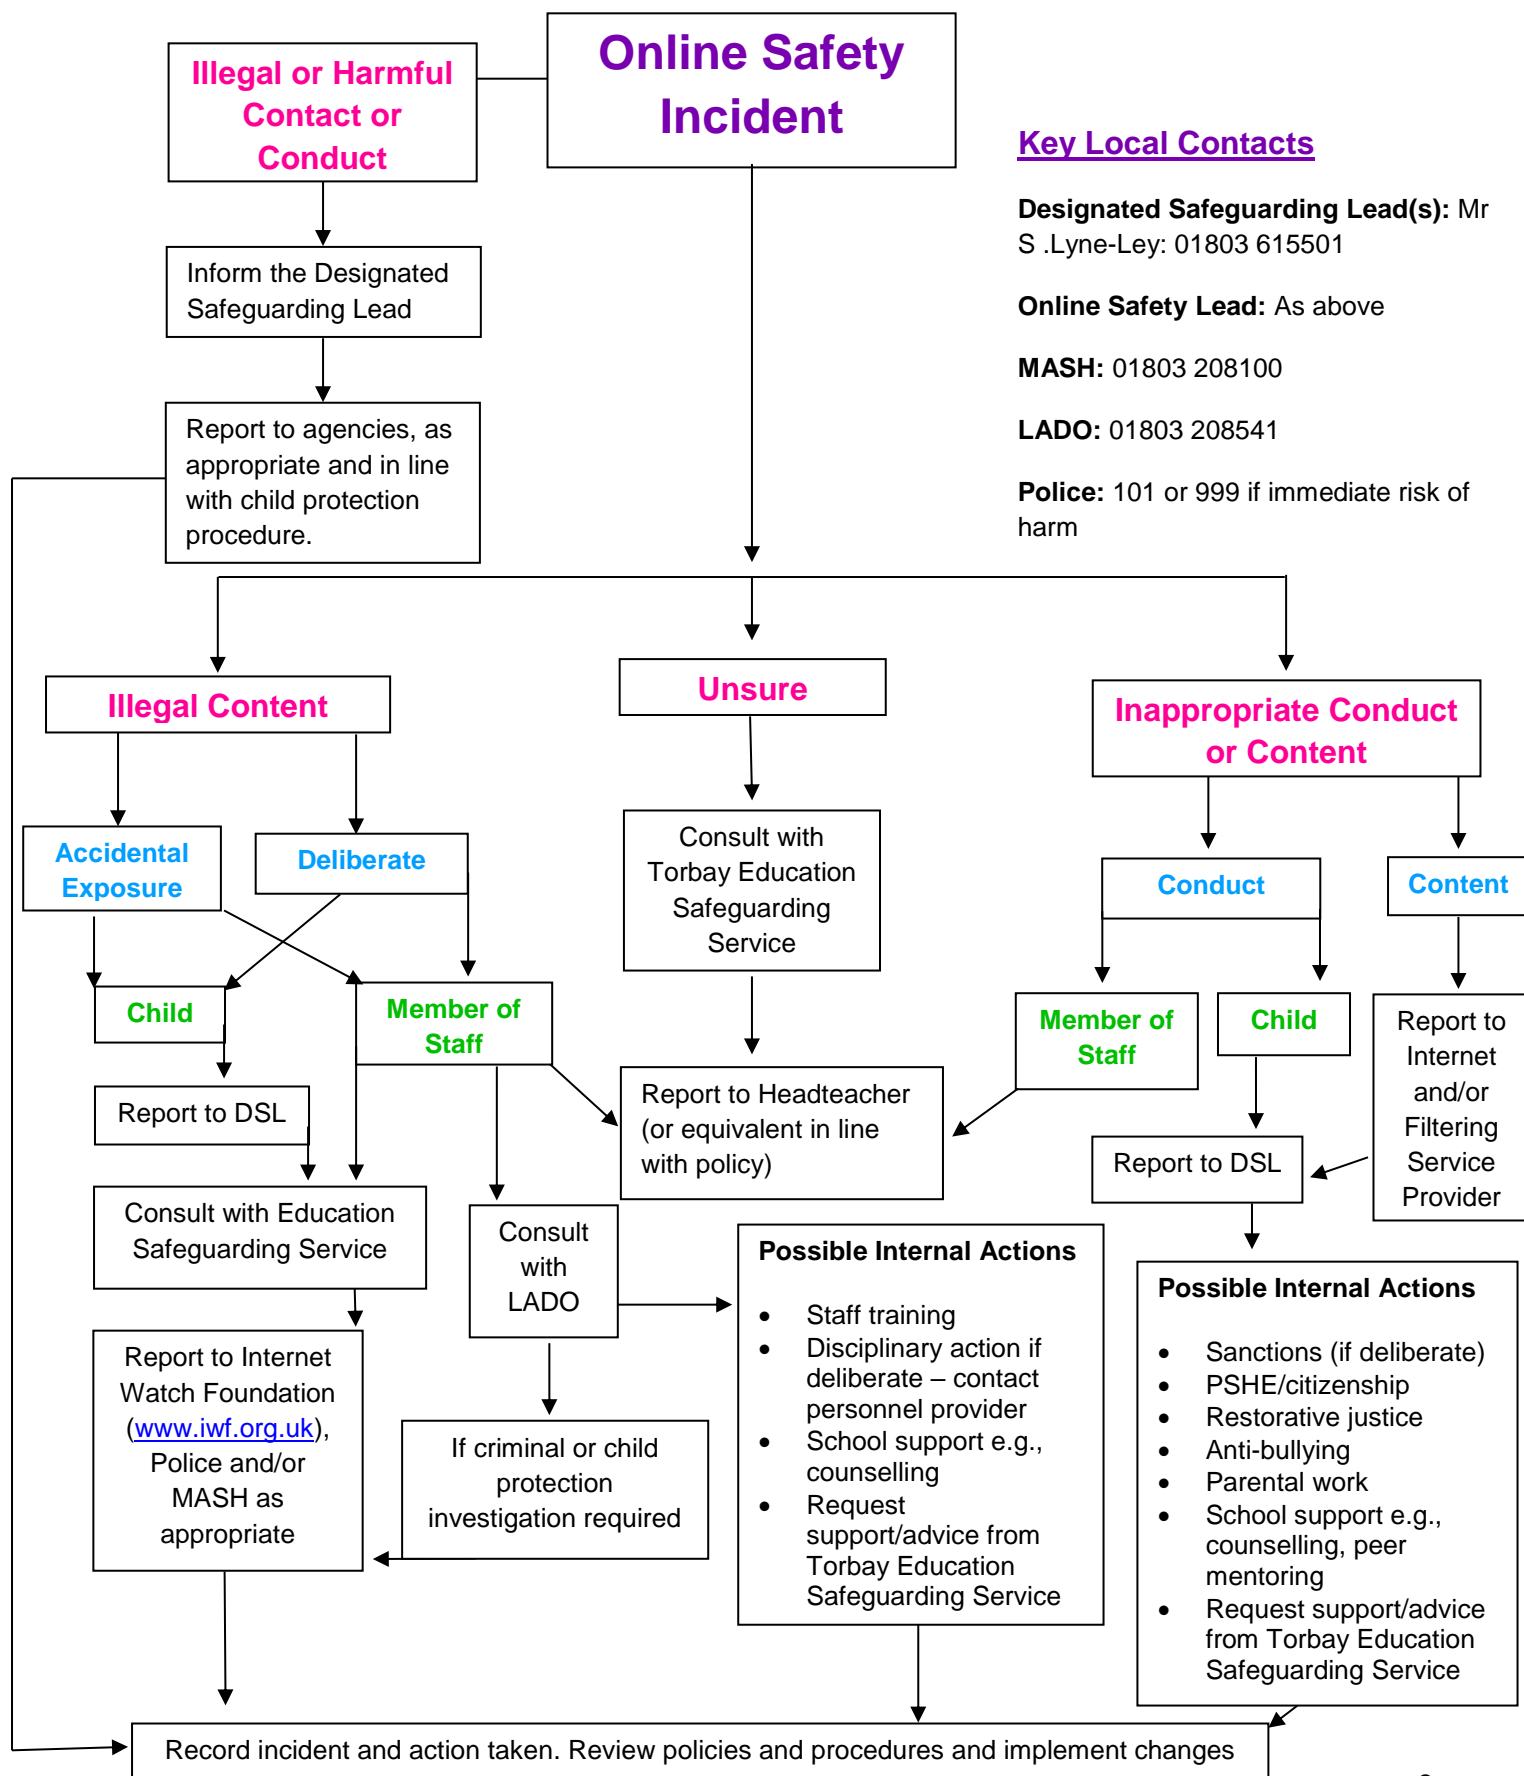 Online Safety
Incident
Illegal or Harmful
Contact or
Conduct
Key Local Contacts
Designated Safeguarding Lead(s): Mr
S .Lyne-Ley: 01803 615501
Online Safety Lead: As above
MASH: 01803 208100
LADO: 01803 208541
Police: 101 or 999 if immediate risk of
harm
Inform the Designated
Safeguarding Lead
Report to agencies, as
appropriate and in line
with child protection
procedure.
Illegal Content
Unsure
Inappropriate Conduct
or Content
Accidental
Exposure
Deliberate
Consult with
Torbay Education
Safeguarding
Service
Conduct
Content
Child
Member of
Staff
Member of
Staff
Child
Report to
Internet
and/or
Filtering
Service
Provider
Report to DSL
Report to Headteacher
(or equivalent in line
with policy)
Report to DSL
Consult with Education
Safeguarding Service
Consult
with
LADO
Possible Internal Actions
• Staff training
• Disciplinary action if
deliberate – contact
personnel provider
• School support e.g.,
counselling
• Request
support/advice from
Torbay Education
Safeguarding Service
Possible Internal Actions
• Sanctions (if deliberate)
• PSHE/citizenship
• Restorative justice
• Anti-bullying
• Parental work
• School support e.g.,
counselling, peer
mentoring
• Request support/advice
from Torbay Education
Safeguarding Service
Report to Internet
Watch Foundation
(www.iwf.org.uk),
Police and/or
MASH as
appropriate
If criminal or child
protection
investigation required
Record incident and action taken. Review policies and procedures and implement changes